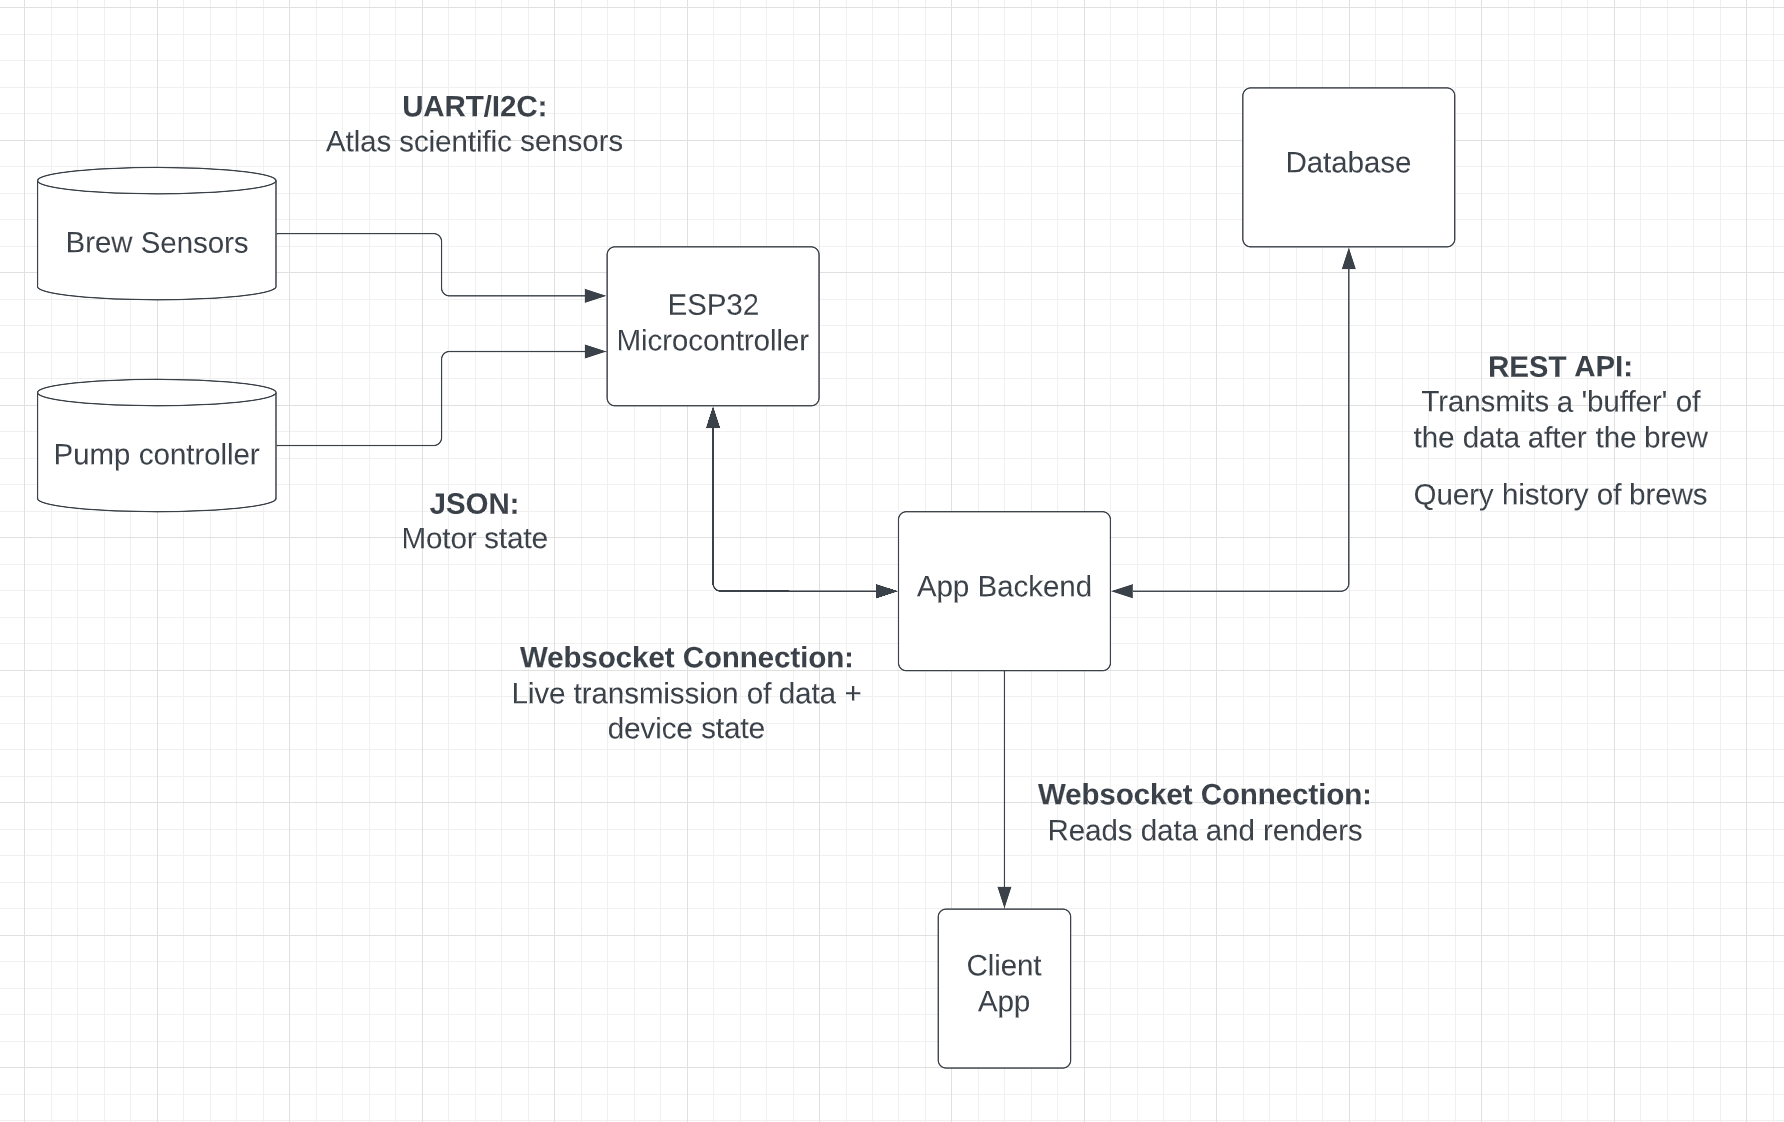 UART/I2C:
Atlas scientific sensors
Database
Brew Sensors
ESP32
Microcontroller
REST API:
Transmits a 'buffer' of
the data after the brew
Query history of brews
Pump controller
JSON:
Motor state
App Backend
Websocket Connection:
Live transmission of data +
device state
Websocket Connection:
Reads data and renders
Client
App